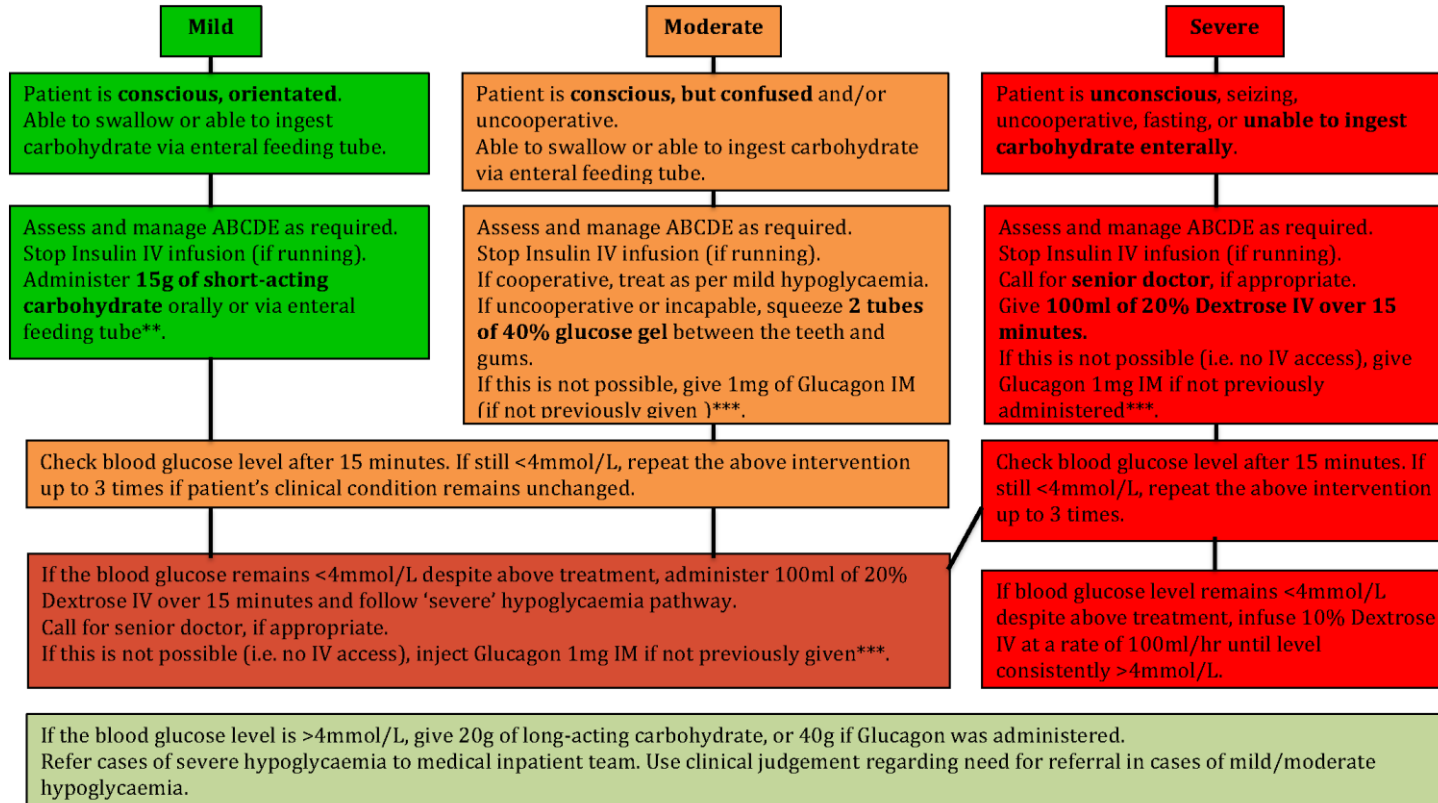 Mild
Patient is conscious, orientated.
Able to swallow or able to ingest
carbohydrate via enteral feeding tube.
Assess and manage ABCDE as required.
Stop Insulin IV infusion (if running).
Administer 15g of short-acting
carbohydrate orally or via enteral
feeding tube**.
Moderate
Patient is conscious, but confused and/or
uncooperative.
Able to swallow or able to ingest carbohydrate
via enteral feeding tube.
Assess and manage ABCDE as required.
Stop Insulin IV infusion (if running).
If cooperative, treat as per mild hypoglycaemia.
If uncooperative or incapable, squeeze 2 tubes
of 40% glucose gel between the teeth and
gums.
If this is not possible, give 1mg of Glucagon IM
(if not previously given )***.
Check blood glucose level after 15 minutes. If still <4mmol/L, repeat the above intervention
up to 3 times if patient’s clinical condition remains unchanged.
If the blood glucose remains <4mmol/L despite above treatment, administer 100ml of 20%
Dextrose IV over 15 minutes and follow ‘severe’ hypoglycaemia pathway.
Call for senior doctor, if appropriate.
If this is not possible (i.e. no IV access), inject Glucagon 1mg IM if not previously given***.
Severe
Patient is unconscious, seizing,
uncooperative, fasting, or unable to ingest
carbohydrate enterally.
Assess and manage ABCDE as required.
Stop Insulin IV infusion (if running).
Call for senior doctor, if appropriate.
Give 100ml of 20% Dextrose IV over 15
minutes.
If this is not possible (i.e. no IV access), give
Glucagon 1mg IM if not previously
administered***.
Check blood glucose level after 15 minutes. If
still <4mmol/L, repeat the above intervention
up to 3 times.
If blood glucose level remains <4mmol/L
despite above treatment, infuse 10% Dextrose
IV at a rate of 100ml/hr until level
consistently >4mmol/L.
If the blood glucose level is >4mmol/L, give 20g of long-acting carbohydrate, or 40g if Glucagon was administered.
Refer cases of severe hypoglycaemia to medical inpatient team. Use clinical judgement regarding need for referral in cases of mild/moderate
hypoglycaemia.